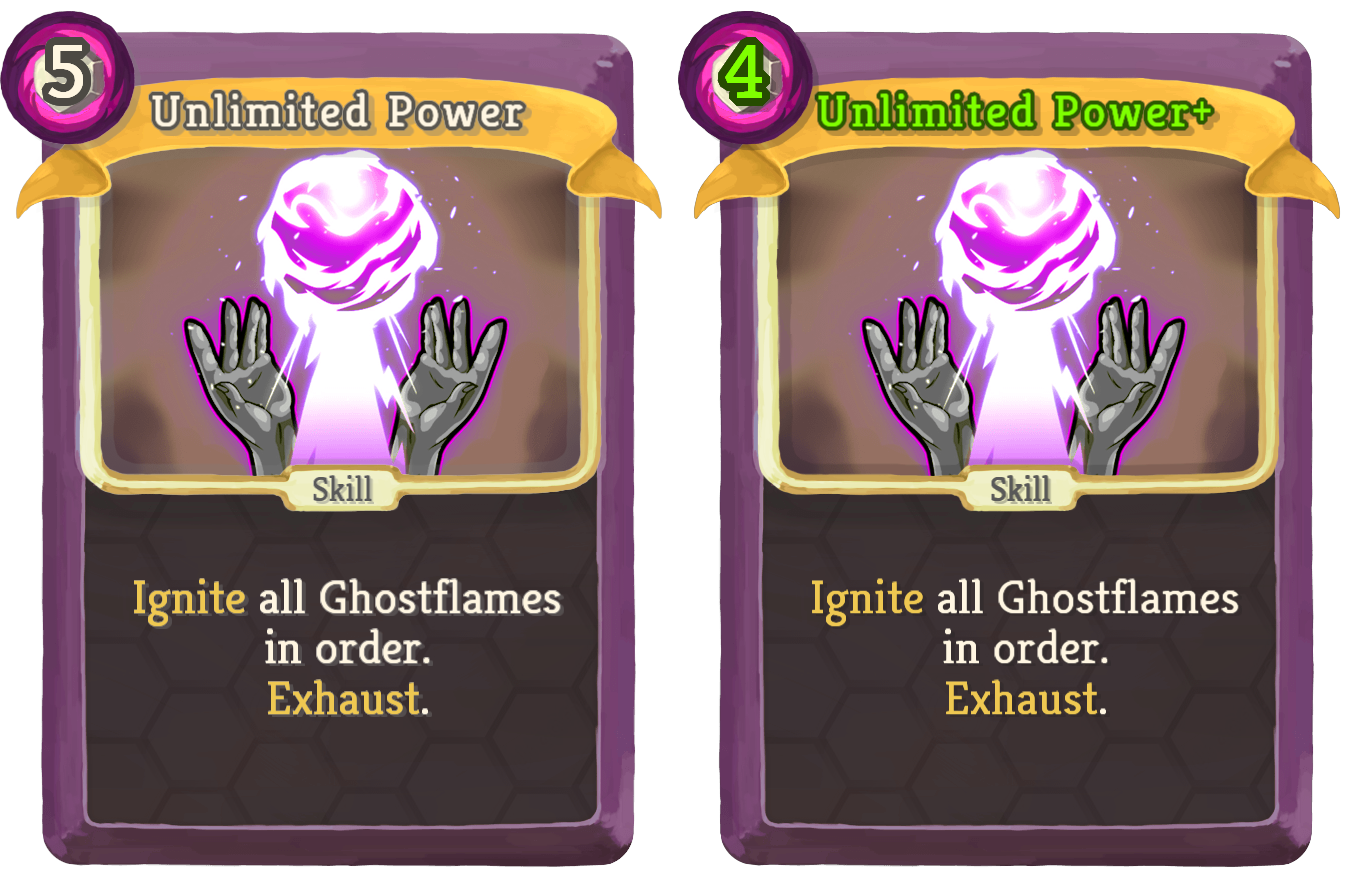 5
Unlimited Power
Skill
Ignite all Ghostflames
in order.
Exhaust.
4
Unlimited Power+
Skill
Ignite all Ghostflames
in order.
Exhaust.